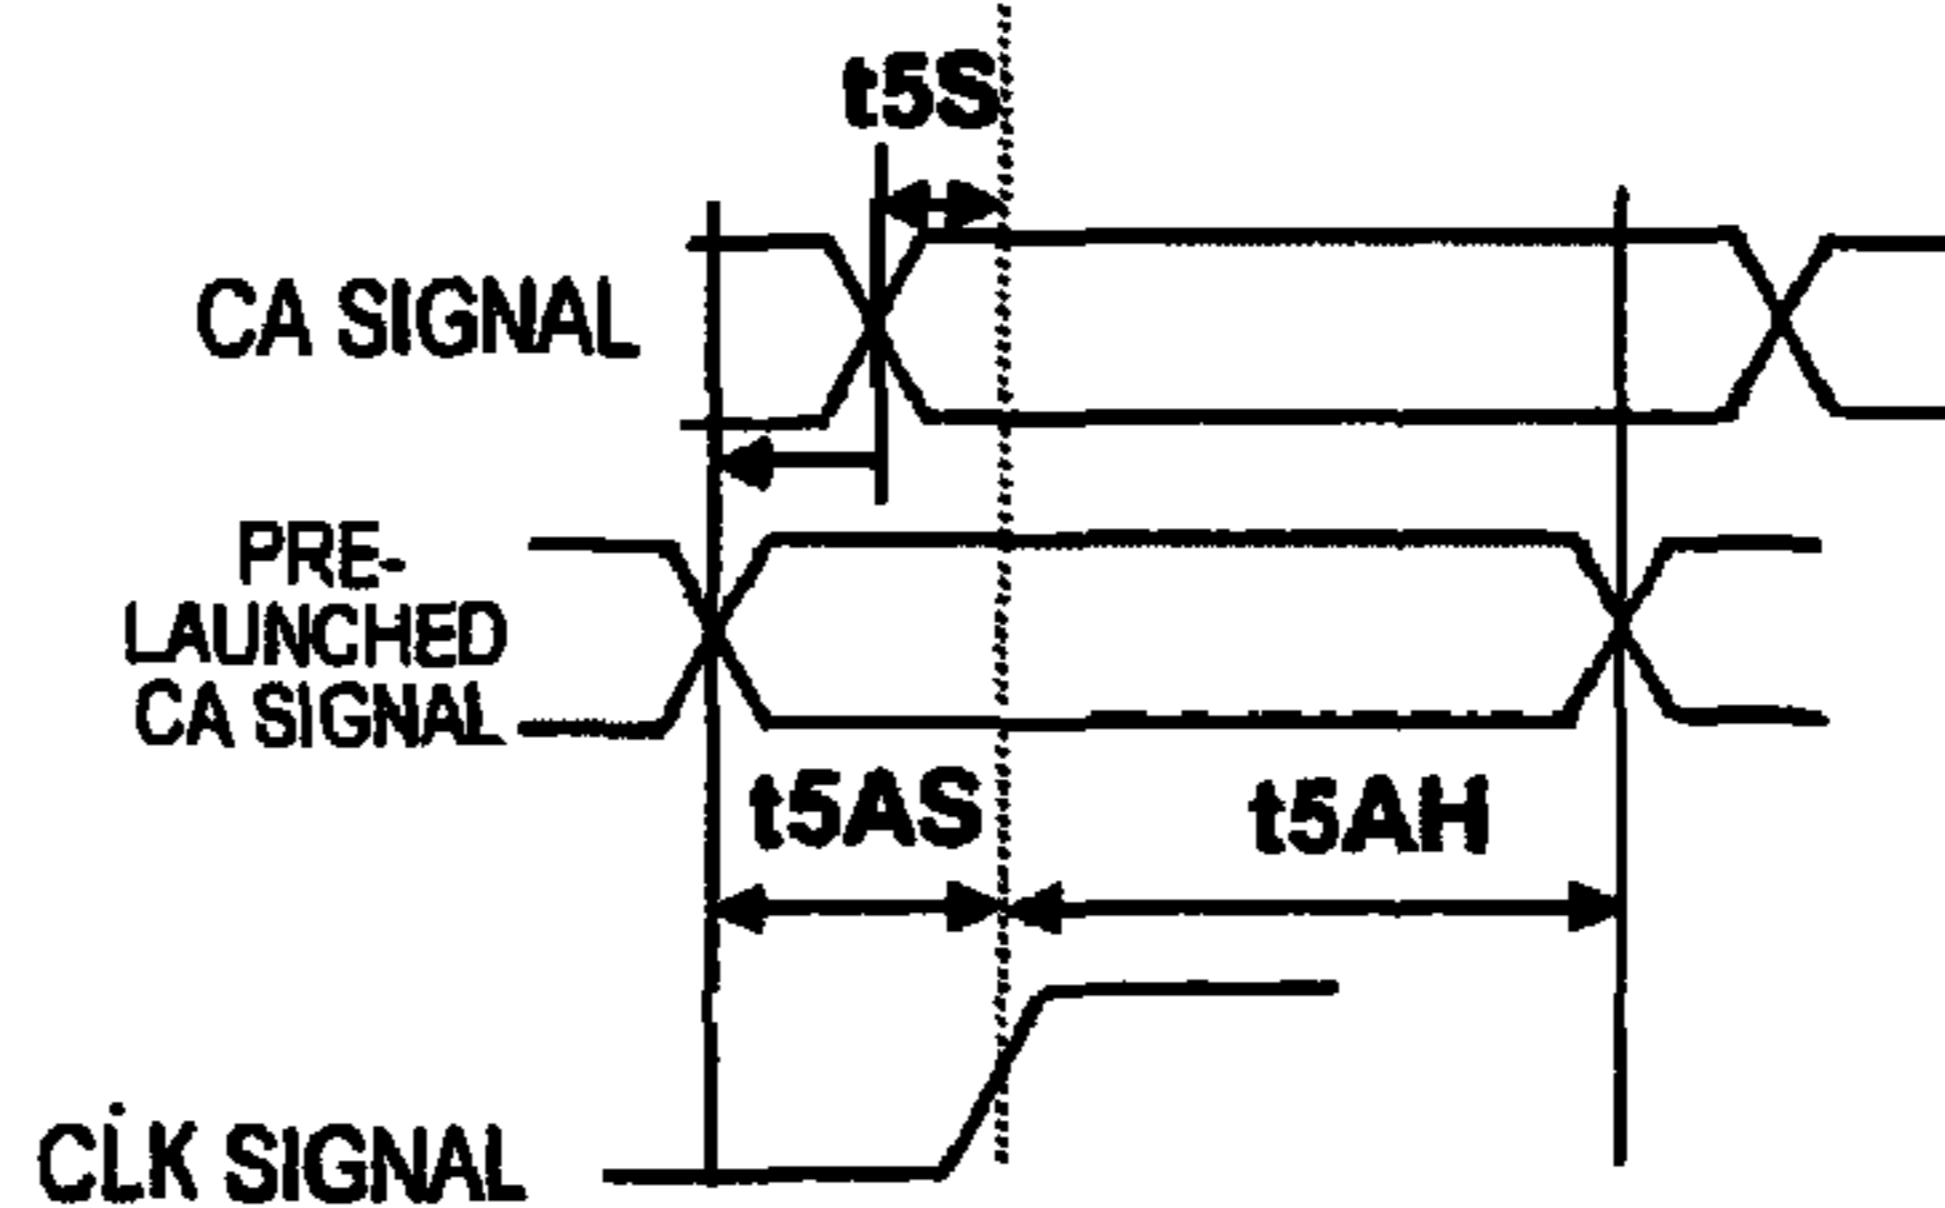 t5S
CA SIGNAL
PRE-
LAUNCHED
CA SIGNAL
t5AS
t5AH
CLK SIGNAL